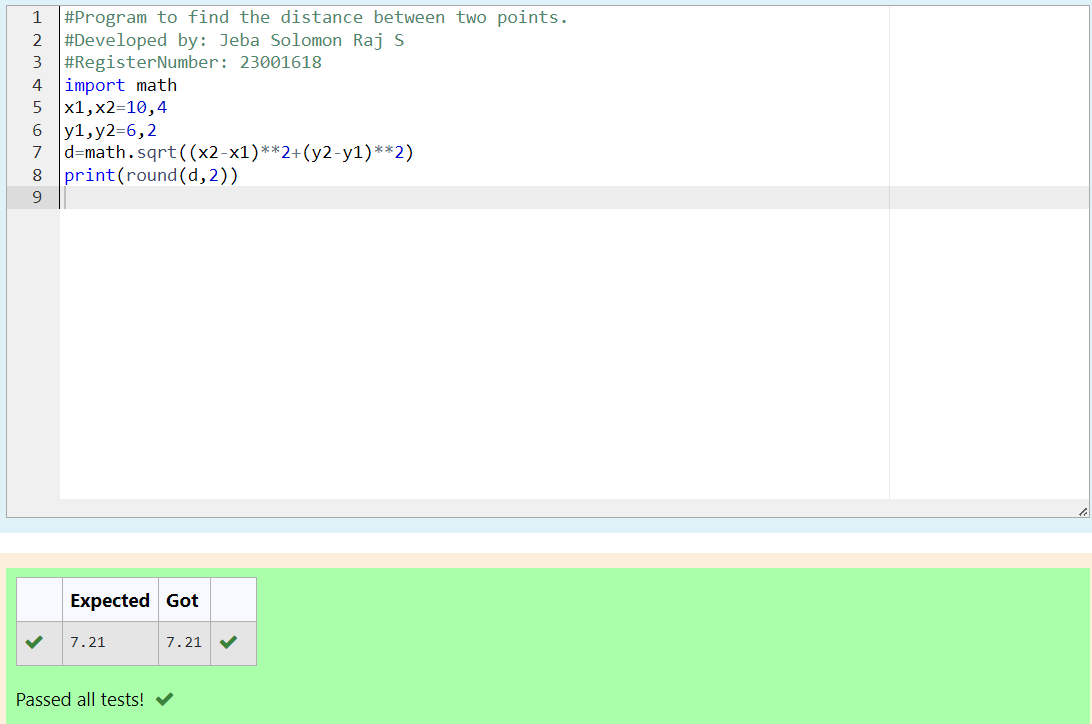 1 #Program to find the distance between two points.
2 #Developed by: Jeba Solomon Raj S
3 #RegisterNumber: 23001618
4 import math
5 x1,x2=10,4
6 y1,y2=6,2
7 d=math.sqrt((x2-x1)**2+(y2-y1)**2)
8 print(round(d,2))
9
Expected Got
7.21 7.21
Passed all tests!